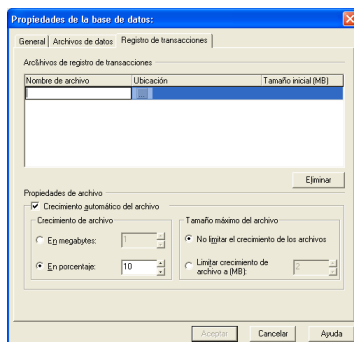 Propiedades de la base de datos:
General Archivos de datos Registro de transacciones
Archivos de registro de transacciones
Nombre de archivo Ubicación Tamaño inicial (MB)
...
Eliminar
Propiedades de archivo
Crecimiento automático del archivo
Crecimiento de archivo Tamaño máximo del archivo
En megabytes: 1 No limitar el crecimiento de los archivos
En porcentaje: 10 Limitar crecimiento de
archivo a (MB): 2
Aceptar Cancelar Ayuda